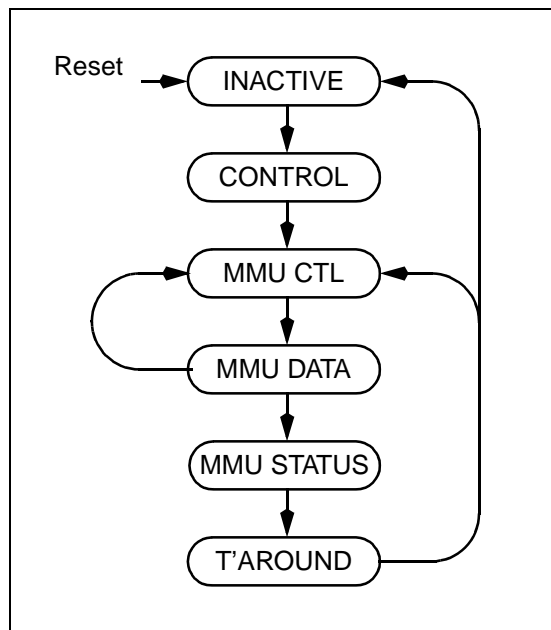 Reset
INACTIVE
CONTROL
MMU CTL
MMU DATA
MMU STATUS
T’AROUND